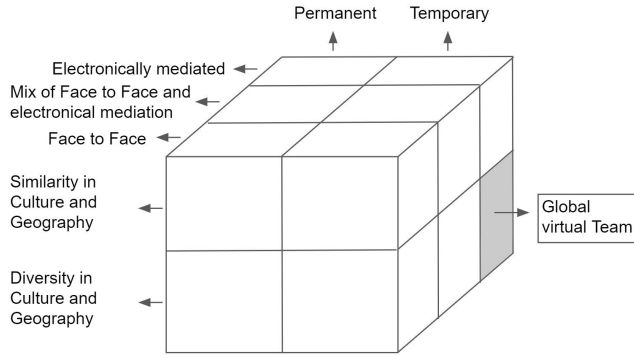 Permanent
Temporary
Electronically mediated
Mix of Face to Face and
electronical mediation
Face to Face
Similarity in
Culture and
Geography
Global
virtual Team
Diversity in
Culture and
Geography